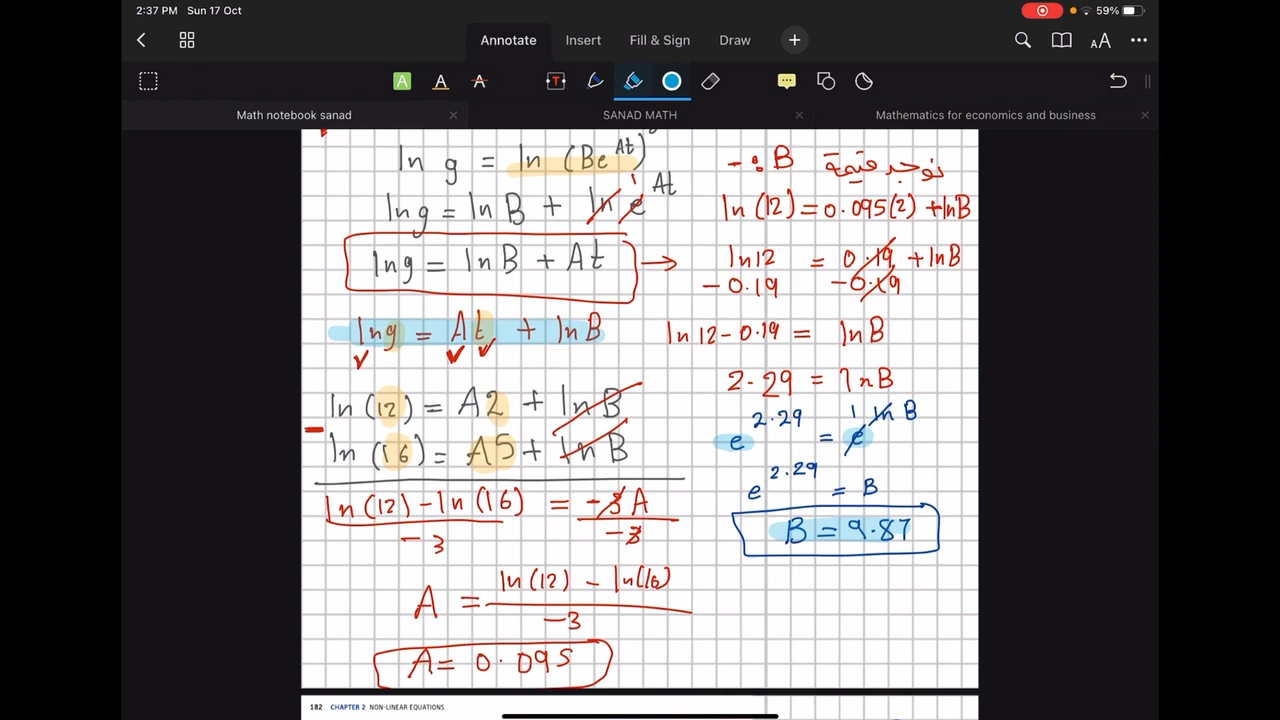 2:37 PM Sun 17 Oct
59%
Annotate Insert Fill & Sign Draw
Math notebook sanad
SANAD MATH
Mathematics for economics and business
ln g = ln (Be^At)
ln g = ln B + ln e^At
ln g = ln B + At
ln g = At + ln B
ln (12) = A2 + ln B
ln (16) = A5 + ln B
ln (12) - ln (16) = -3A
-3 -3
A = ln(12) - ln(16)
-3
A = 0.095
نوجد قيمة B :-
ln (12) = 0.095(2) + ln B
ln 12 = 0.19 + ln B
- 0.19 - 0.19
ln 12 - 0.19 = ln B
2.29 = ln B
e^2.29 = e^ln B
e^2.29 = B
B = 9.87
182 CHAPTER 2 NON-LINEAR EQUATIONS